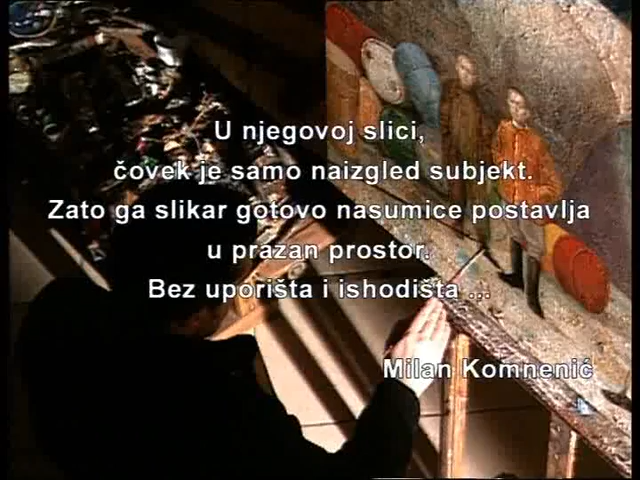 U njegovoj slici,
čovek je samo naizgled subjekt.
Zato ga slikar gotovo nasumice postavlja
u prazan prostor.
Bez uporišta i ishodišta ...
Milan Komnenić